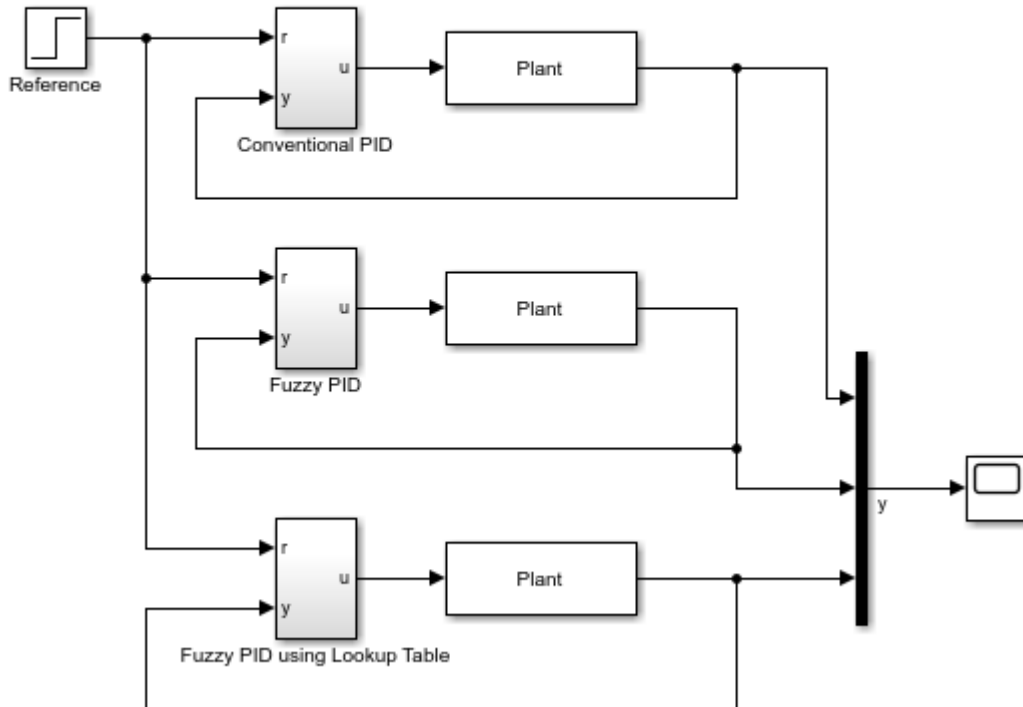 r
u
Plant
Reference
y
Conventional PID
r
u
Plant
y
Fuzzy PID
y
r
u
Plant
y
Fuzzy PID using Lookup Table